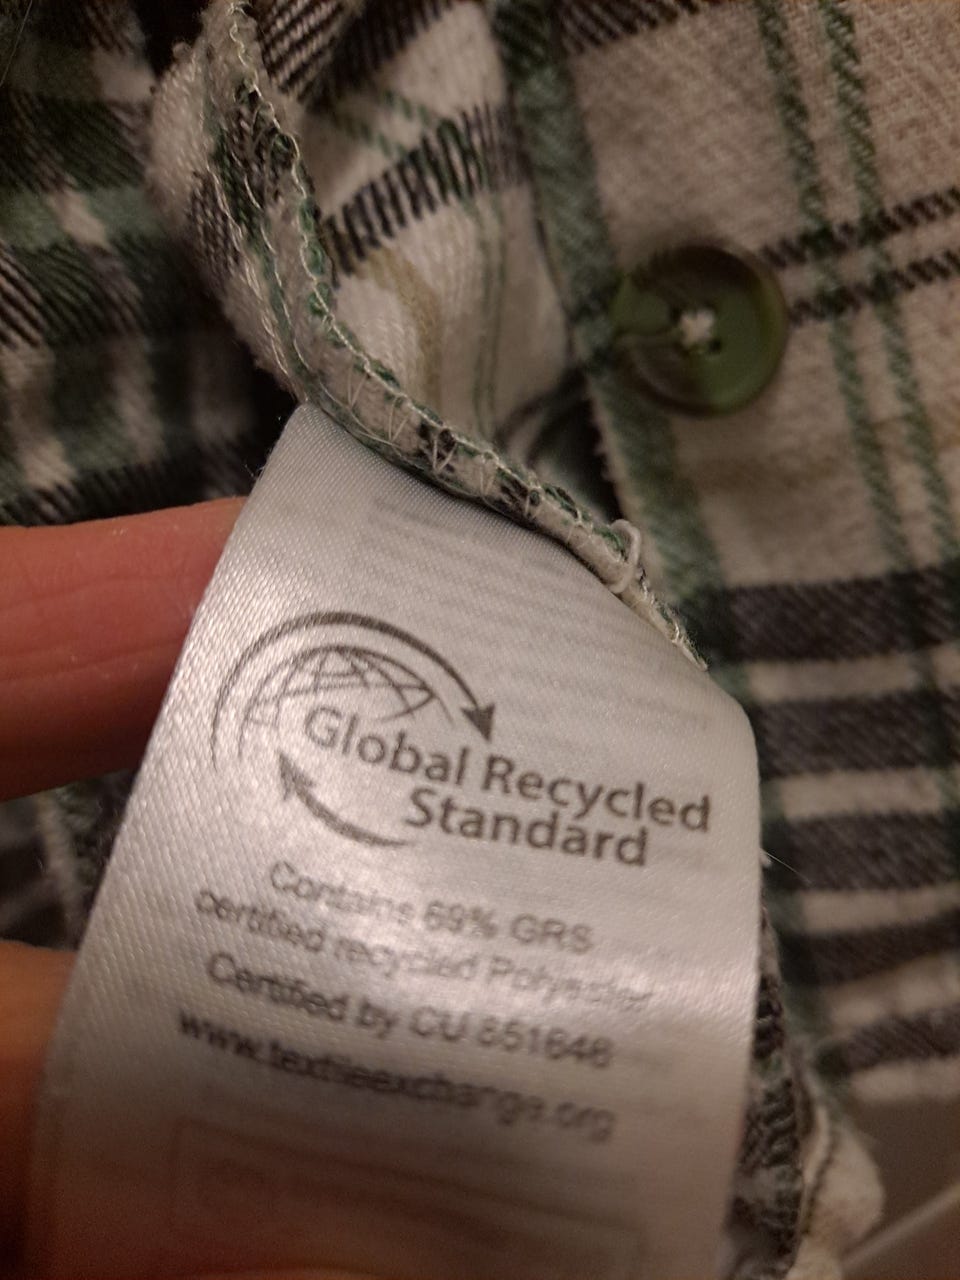 Global Recycled
Standard
Contains 69% GRS
certified recycled Polyester
Certified by CU 851648
www.textileexchange.org